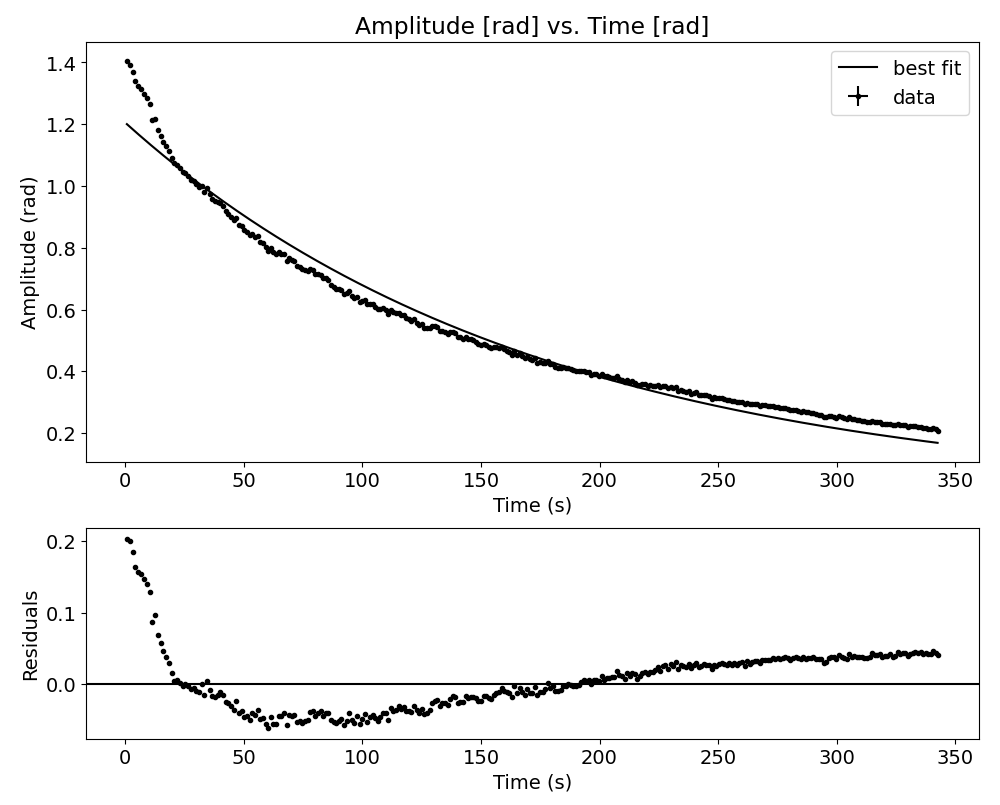 Amplitude [rad] vs. Time [rad]
best fit
data
Amplitude (rad)
1.4
1.2
1.0
0.8
0.6
0.4
0.2
0 50 100 150 200 250 300 350
Time (s)
Residuals
0.2
0.1
0.0
0 50 100 150 200 250 300 350
Time (s)